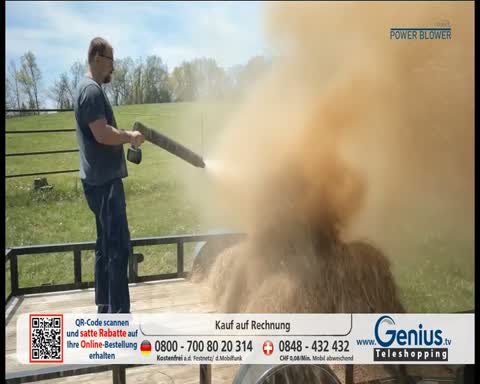 POWER BLOWER
Kauf auf Rechnung
QR-Code scannen
und satte Rabatte auf
Ihre Online-Bestellung
erhalten
0800 - 700 80 20 314
Kostenfrei a.d. Festnetz/ d.Mobilfunk
0848 - 432 432
CHF 0,08/Min. Mobil abweichend
Genius.tv
Teleshopping